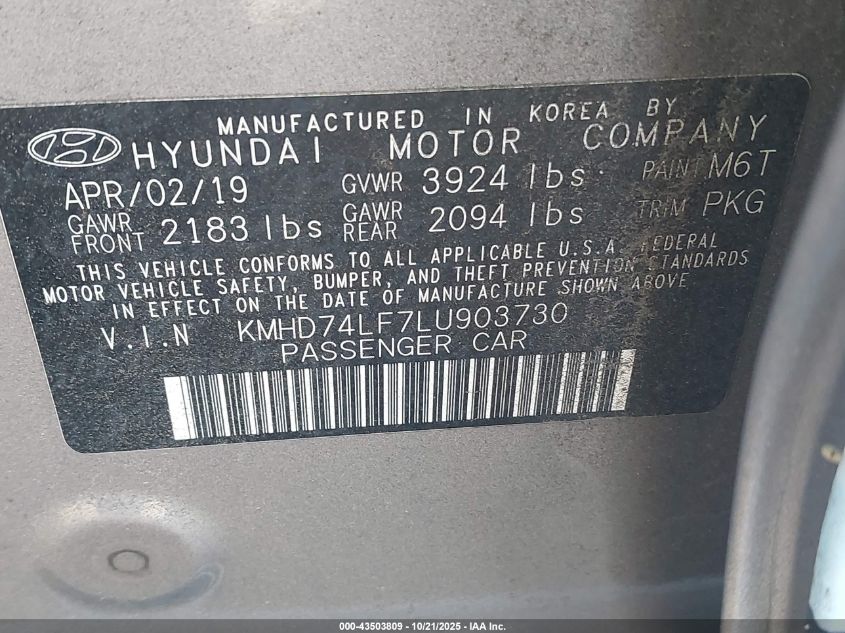 MANUFACTURED IN KOREA BY
HYUNDAI MOTOR COMPANY
APR/02/19 GVWR 3924 lbs PAINT M6T
GAWR FRONT 2183 lbs GAWR REAR 2094 lbs TRIM PKG
THIS VEHICLE CONFORMS TO ALL APPLICABLE U.S.A. FEDERAL
MOTOR VEHICLE SAFETY, BUMPER, AND THEFT PREVENTION STANDARDS
IN EFFECT ON THE DATE OF MANUFACTURE SHOWN ABOVE.
V.I.N KMHD74LF7LU903730
PASSENGER CAR
000-43503809 - 10/21/2025 - IAA Inc.